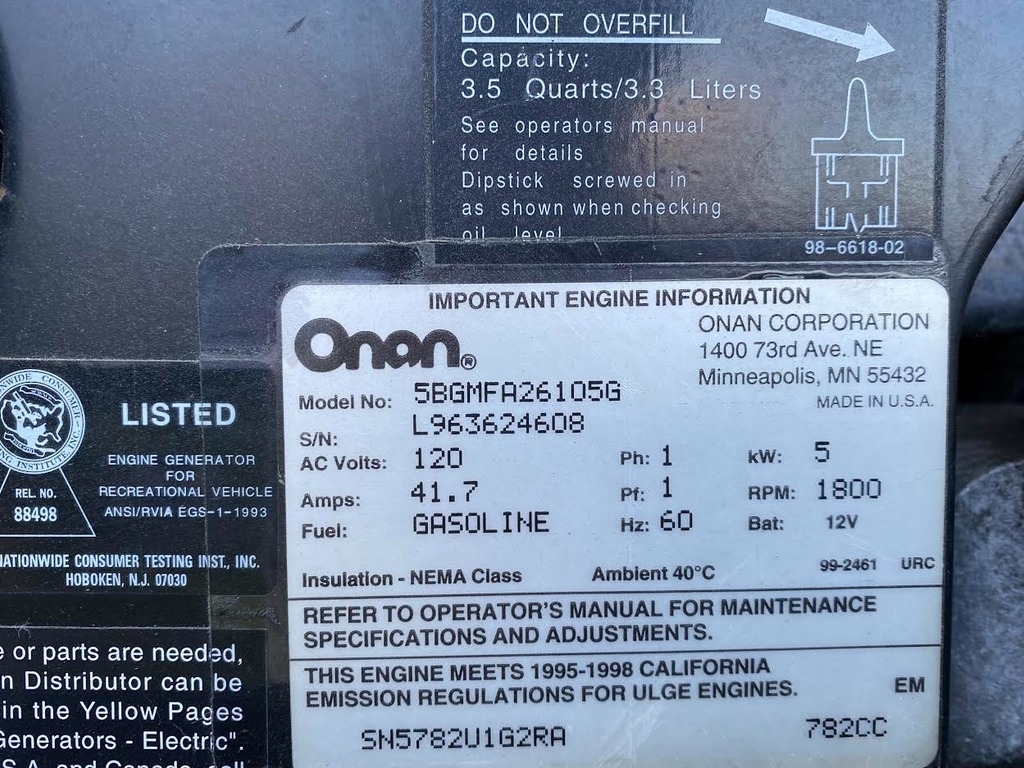 DO NOT OVERFILL
Capacity:
3.5 Quarts/3.3 Liters
See operators manual
for details
Dipstick screwed in
as shown when checking
oil level
98-6618-02
IMPORTANT ENGINE INFORMATION
Onan®
ONAN CORPORATION
1400 73rd Ave. NE
Minneapolis, MN 55432
MADE IN U.S.A.
Model No: 5BGMFA26105G
S/N: L963624608
AC Volts: 120 Ph: 1 kW: 5
Amps: 41.7 Pf: 1 RPM: 1800
Fuel: GASOLINE Hz: 60 Bat: 12V
99-2461 URC
Insulation - NEMA Class Ambient 40°C
REFER TO OPERATOR'S MANUAL FOR MAINTENANCE
SPECIFICATIONS AND ADJUSTMENTS.
THIS ENGINE MEETS 1995-1998 CALIFORNIA
EMISSION REGULATIONS FOR ULGE ENGINES. EM
SN5782U1G2RA 782CC
LISTED
ENGINE GENERATOR
FOR
RECREATIONAL VEHICLE
ANSI/RVIA EGS-1-1993
REL. NO.
88498
NATIONWIDE CONSUMER TESTING INST., INC.
HOBOKEN, N.J. 07030
or parts are needed,
Distributor can be
in the Yellow Pages
Generators - Electric".
and Canada, call